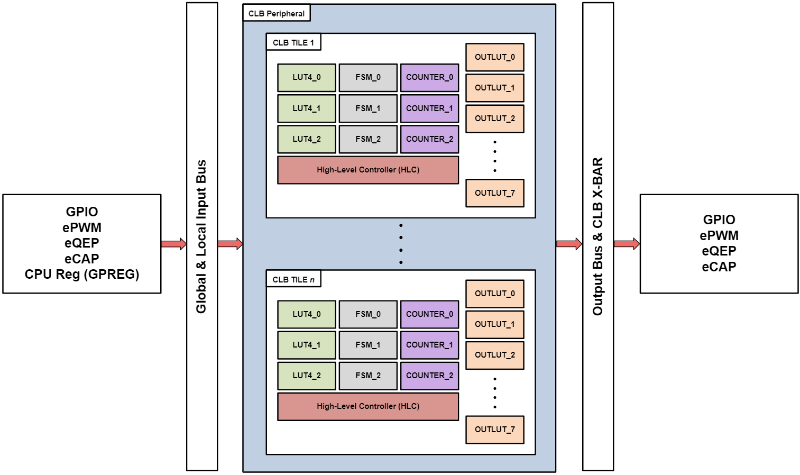 GPIO
ePWM
eQEP
eCAP
CPU Reg (GPREG)
Global & Local Input Bus
CLB Peripheral
CLB TILE 1
LUT4_0
FSM_0
COUNTER_0
LUT4_1
FSM_1
COUNTER_1
LUT4_2
FSM_2
COUNTER_2
High-Level Controller (HLC)
OUTLUT_0
OUTLUT_1
OUTLUT_2
OUTLUT_7
CLB TILE n
LUT4_0
FSM_0
COUNTER_0
LUT4_1
FSM_1
COUNTER_1
LUT4_2
FSM_2
COUNTER_2
High-Level Controller (HLC)
OUTLUT_0
OUTLUT_1
OUTLUT_2
OUTLUT_7
Output Bus & CLB X-BAR
GPIO
ePWM
eQEP
eCAP